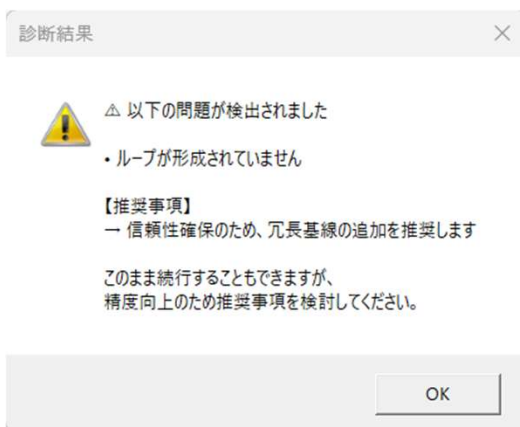 診断結果
⚠ 以下の問題が検出されました
• ループが形成されていません
【推奨事項】
→ 信頼性確保のため、冗長基線の追加を推奨します
このまま続行することもできますが、
精度向上のため推奨事項を検討してください。
OK